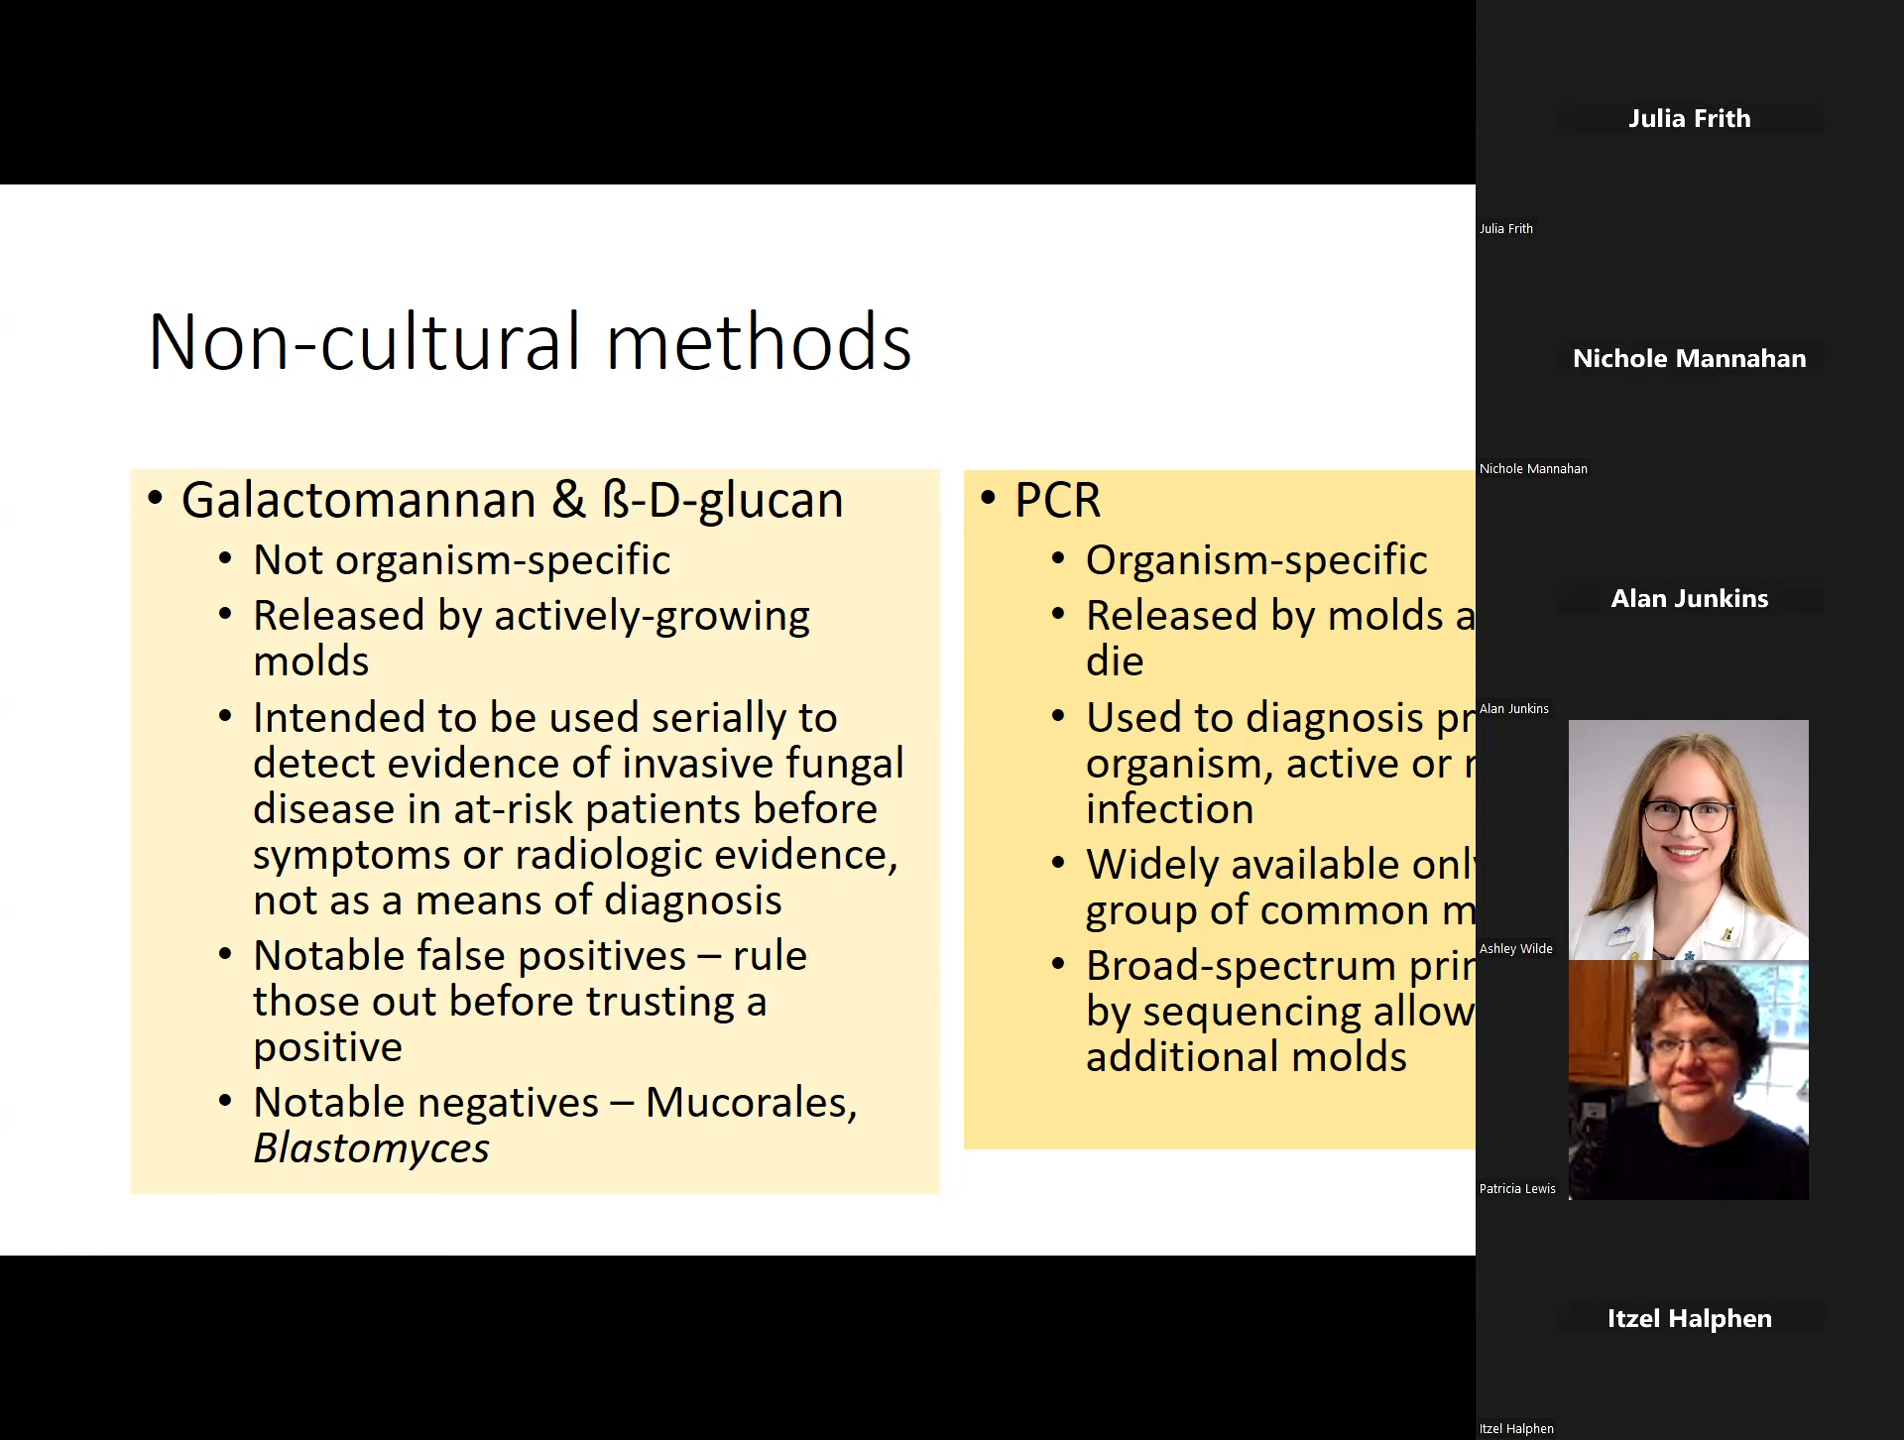 Non-cultural methods
• Galactomannan & ß-D-glucan
• Not organism-specific
• Released by actively-growing
molds
• Intended to be used serially to
detect evidence of invasive fungal
disease in at-risk patients before
symptoms or radiologic evidence,
not as a means of diagnosis
• Notable false positives – rule
those out before trusting a
positive
• Notable negatives – Mucorales,
Blastomyces
• PCR
• Organism-specific
• Released by molds
die
• Used to diagnosis
organism, active or
infection
• Widely available
group of common
• Broad-spectrum
by sequencing
additional molds
Julia Frith
Julia Frith
Nichole Mannahan
Nichole Mannahan
Alan Junkins
Alan Junkins
Ashley Wilde
Patricia Lewis
Itzel Halphen
Itzel Halphen